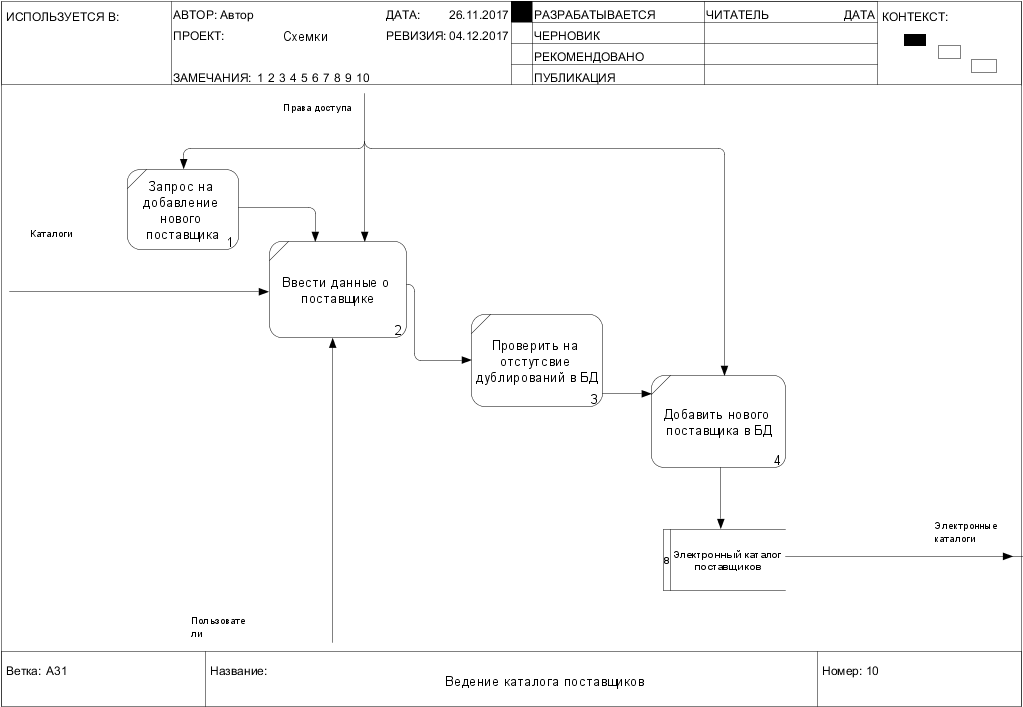 ИСПОЛЬЗУЕТСЯ В:
АВТОР: Автор
ДАТА: 26.11.2017
РАЗРАБАТЫВАЕТСЯ
ЧИТАТЕЛЬ
ДАТА
КОНТЕКСТ:
ПРОЕКТ: Схемки
РЕВИЗИЯ: 04.12.2017
ЧЕРНОВИК
РЕКОМЕНДОВАНО
ЗАМЕЧАНИЯ: 1 2 3 4 5 6 7 8 9 10
ПУБЛИКАЦИЯ
Права доступа
Запрос на
добавление
нового
поставщика
1
Каталоги
Ввести данные о
поставщике
2
Проверить на
отстутсвие
дублирований в БД
3
Добавить нового
поставщика в БД
4
Электронные
каталоги
8
Электронный каталог
поставщиков
Пользовате
ли
Ветка: A31
Название:
Ведение каталога поставщиков
Номер: 10